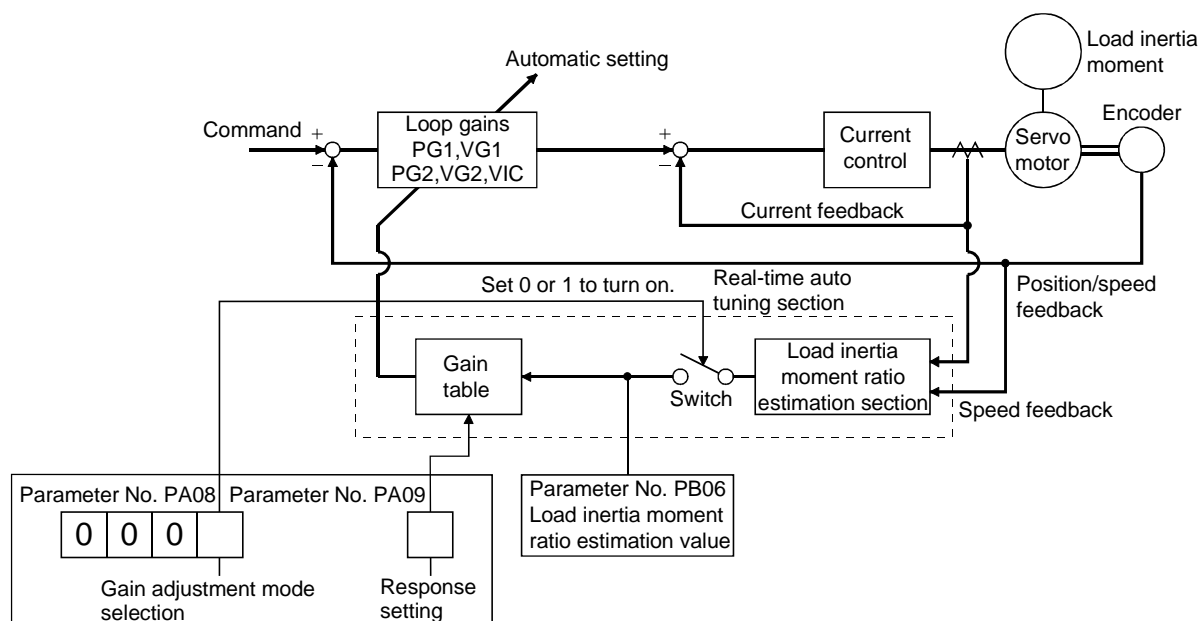 Load inertia
moment
Automatic setting
Encoder
Command
+
−
Loop gains
PG1,VG1
PG2,VG2,VIC
+
−
Current
control
Servo
motor
Current feedback
Set 0 or 1 to turn on.
Real-time auto
tuning section
Position/speed
feedback
Gain
table
Switch
Load inertia
moment ratio
estimation section
Speed feedback
Parameter No. PA08
Parameter No. PA09
0 0 0
Gain adjustment mode
selection
Response
setting
Parameter No. PB06
Load inertia moment
ratio estimation value